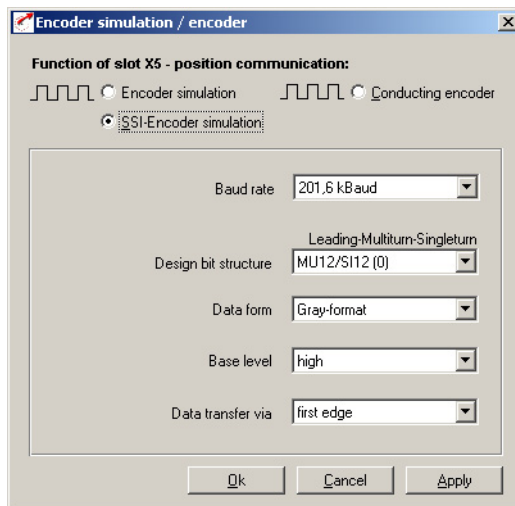 Encoder simulation / encoder
Function of slot X5 - position communication:
Encoder simulation
Conducting encoder
SSI-Encoder simulation
Baud rate 201,6 kBaud
Leading-Multiturn-Singleturn
Design bit structure MU12/SI12 (0)
Data form Gray-format
Base level high
Data transfer via first edge
Ok Cancel Apply